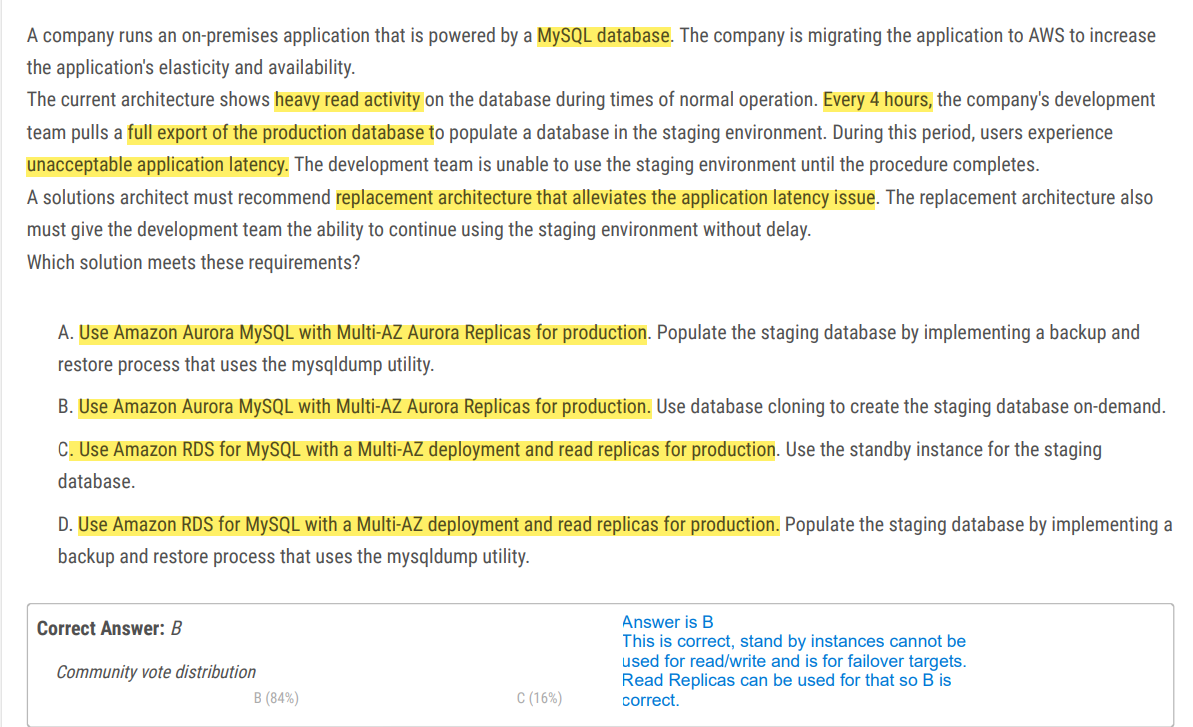 A company runs an on-premises application that is powered by a MySQL database. The company is migrating the application to AWS to increase
the application's elasticity and availability.
The current architecture shows heavy read activity on the database during times of normal operation. Every 4 hours, the company's development
team pulls a full export of the production database to populate a database in the staging environment. During this period, users experience
unacceptable application latency. The development team is unable to use the staging environment until the procedure completes.
A solutions architect must recommend replacement architecture that alleviates the application latency issue. The replacement architecture also
must give the development team the ability to continue using the staging environment without delay.
Which solution meets these requirements?
A. Use Amazon Aurora MySQL with Multi-AZ Aurora Replicas for production. Populate the staging database by implementing a backup and
restore process that uses the mysqldump utility.
B. Use Amazon Aurora MySQL with Multi-AZ Aurora Replicas for production. Use database cloning to create the staging database on-demand.
C. Use Amazon RDS for MySQL with a Multi-AZ deployment and read replicas for production. Use the standby instance for the staging
database.
D. Use Amazon RDS for MySQL with a Multi-AZ deployment and read replicas for production. Populate the staging database by implementing a
backup and restore process that uses the mysqldump utility.
Correct Answer: B
Community vote distribution
B (84%) C (16%)
Answer is B
This is correct, stand by instances cannot be
used for read/write and is for failover targets.
Read Replicas can be used for that so B is
correct.